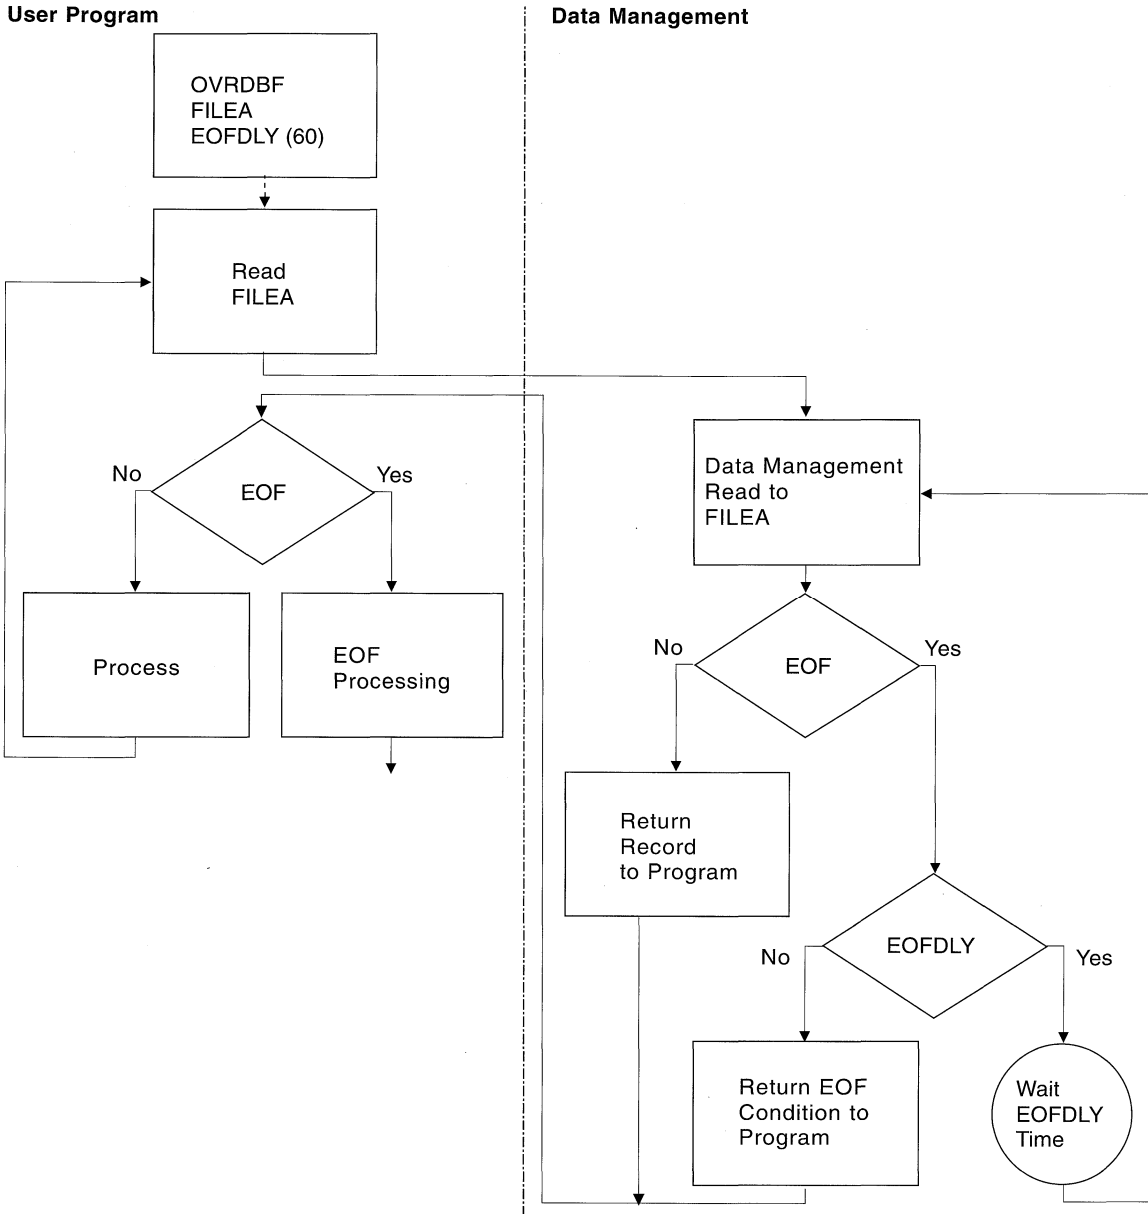 User Program
Data Management
OVRDBF
FILEA
EOFDLY (60)
Read
FILEA
No
Yes
EOF
Process
EOF
Processing
Data Management
Read to
FILEA
No
Yes
EOF
Return
Record
to Program
No
Yes
EOFDLY
Return EOF
Condition to
Program
Wait
EOFDLY
Time